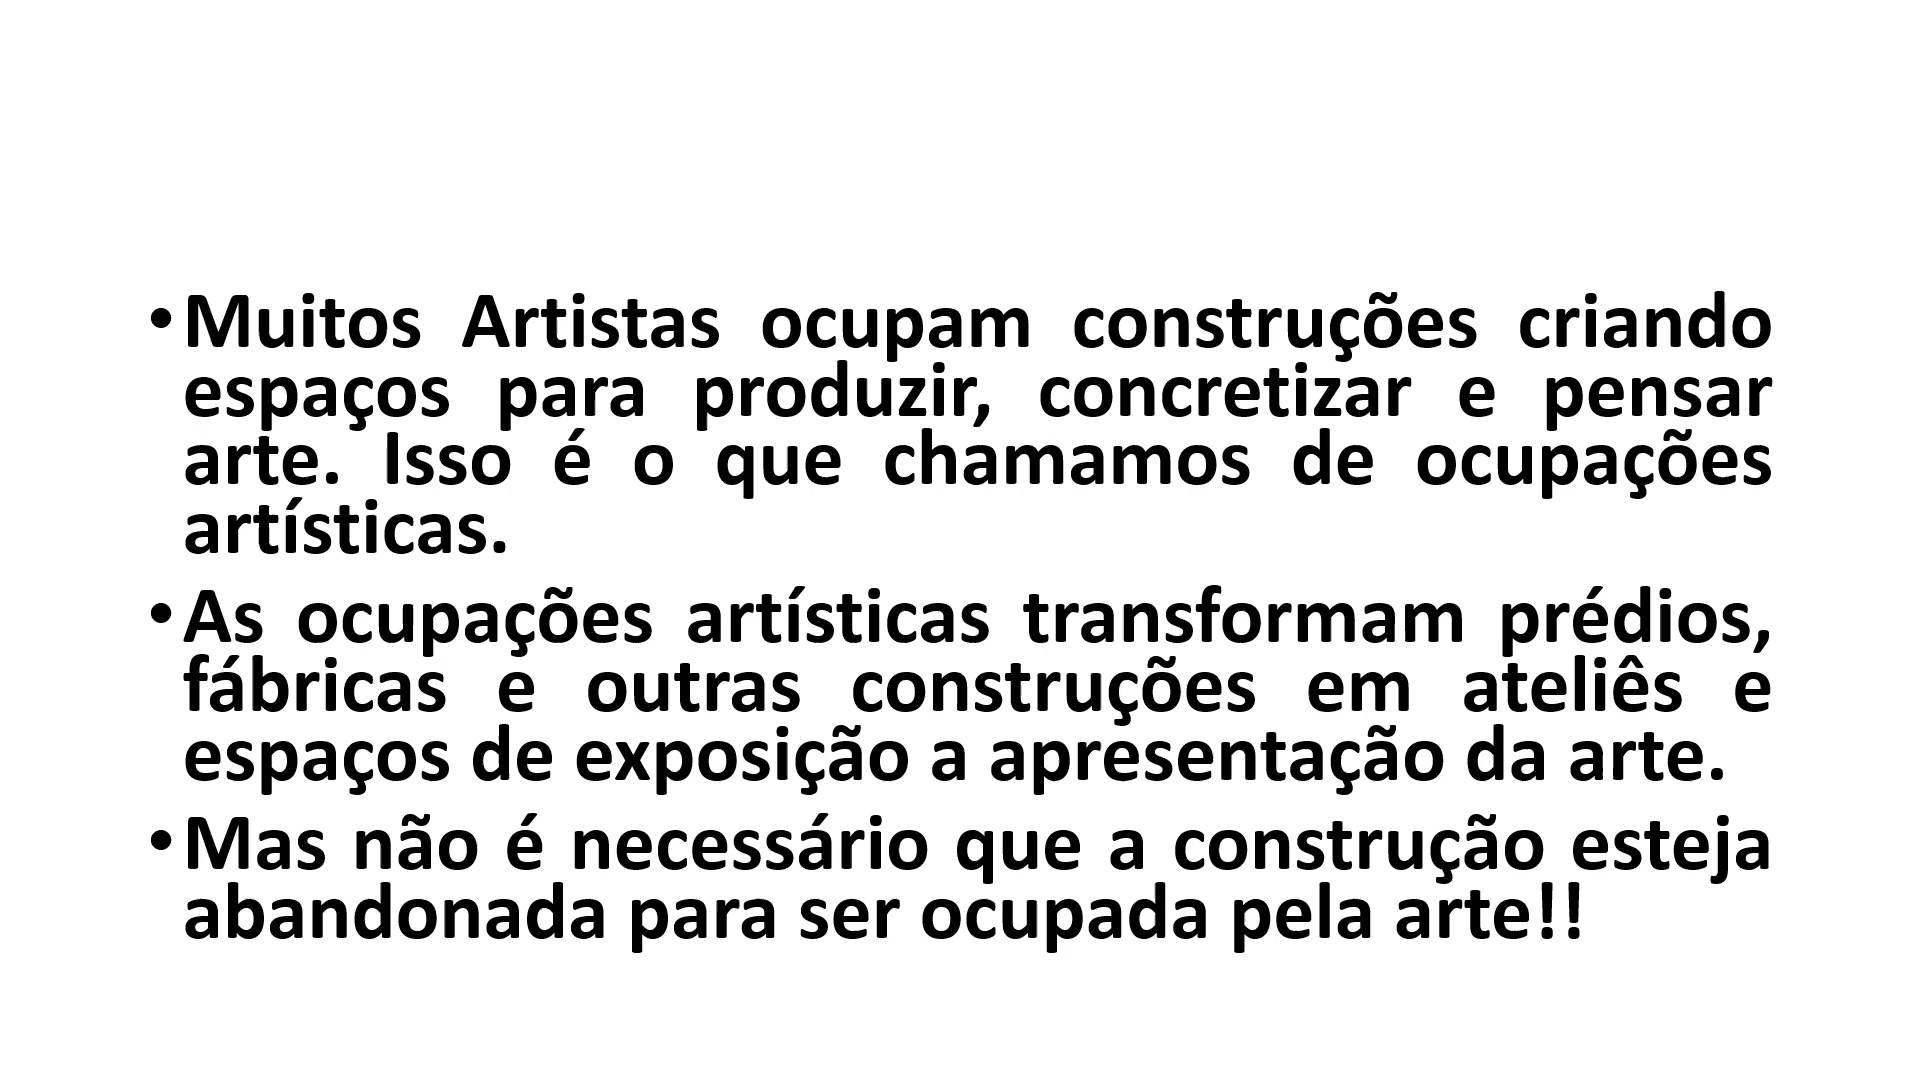 •Muitos Artistas ocupam construções criando
espaços para produzir, concretizar e pensar
arte. Isso é o que chamamos de ocupações
artísticas.
•As ocupações artísticas transformam prédios,
fábricas e outras construções em ateliês e
espaços de exposição a apresentação da arte.
•Mas não é necessário que a construção esteja
abandonada para ser ocupada pela arte!!